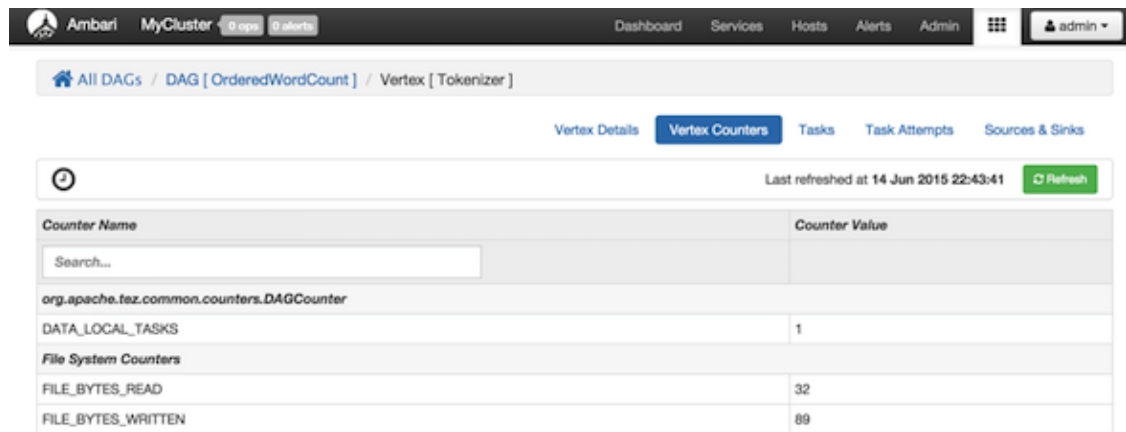 Ambari MyCluster 0 ops 0 alerts Dashboard Services Hosts Alerts Admin admin
All DAGs / DAG [ OrderedWordCount ] / Vertex [ Tokenizer ]
Vertex Details Vertex Counters Tasks Task Attempts Sources & Sinks
Last refreshed at 14 Jun 2015 22:43:41 Refresh
Counter Name Counter Value
Search...
org.apache.tez.common.counters.DAGCounter
DATA_LOCAL_TASKS 1
File System Counters
FILE_BYTES_READ 32
FILE_BYTES_WRITTEN 89